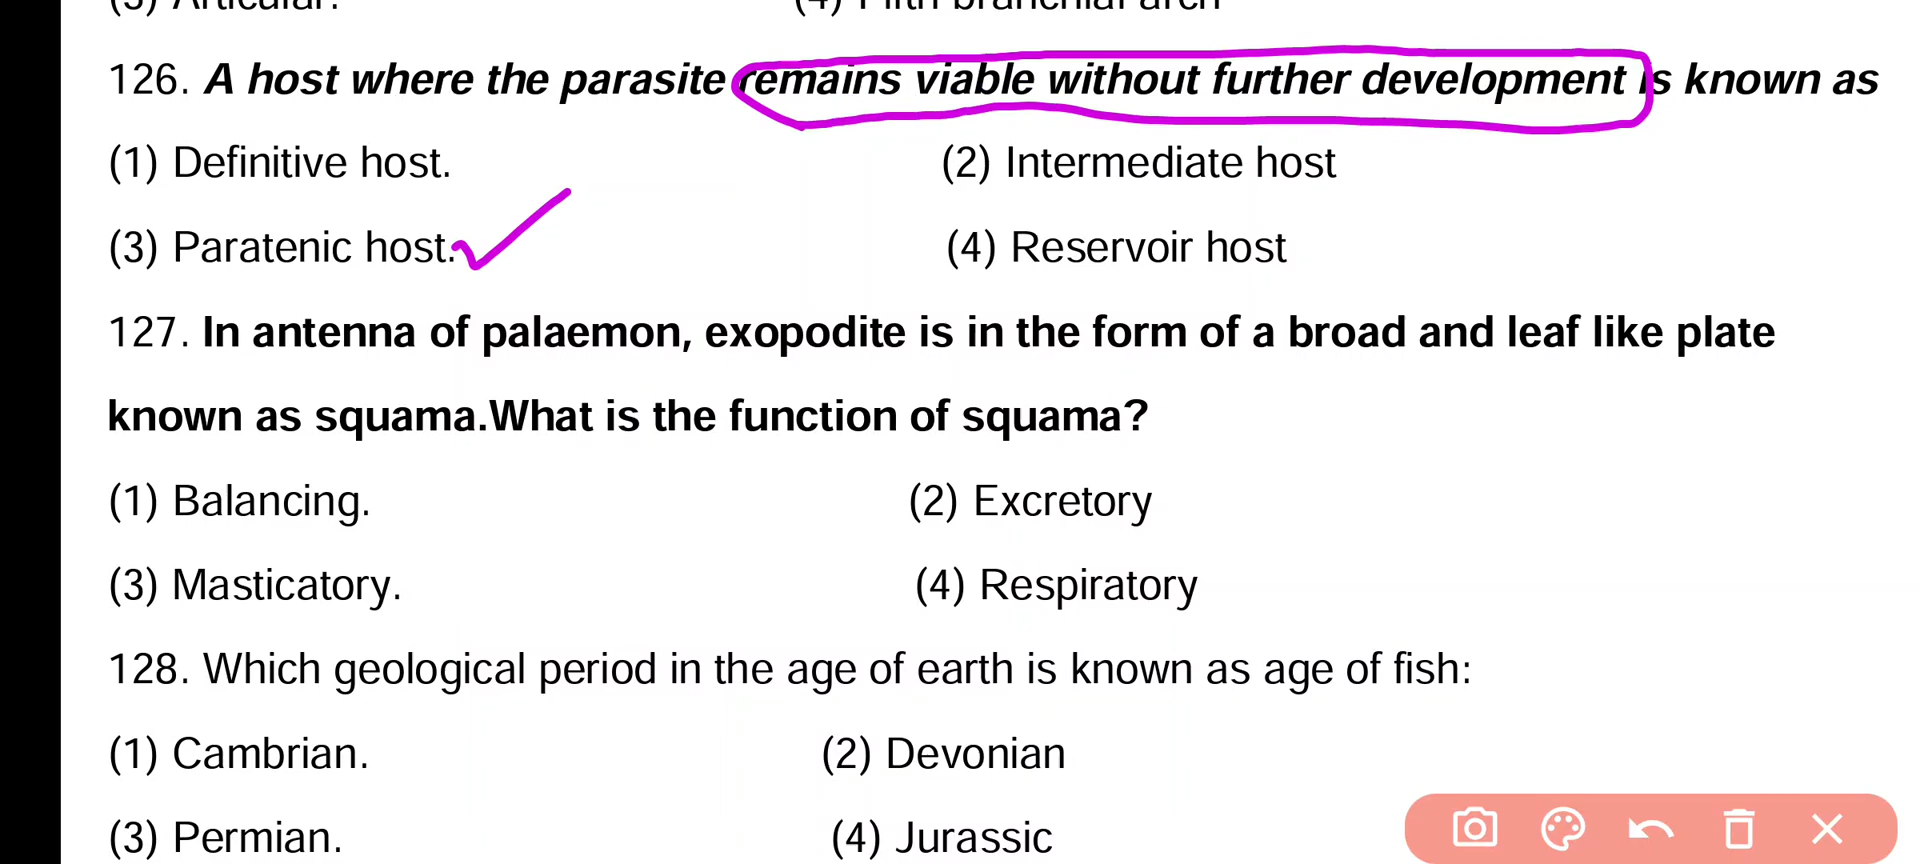 126. A host where the parasite remains viable without further development is known as
(1) Definitive host. (2) Intermediate host
(3) Paratenic host. (4) Reservoir host
127. In antenna of palaemon, exopodite is in the form of a broad and leaf like plate
known as squama.What is the function of squama?
(1) Balancing. (2) Excretory
(3) Masticatory. (4) Respiratory
128. Which geological period in the age of earth is known as age of fish:
(1) Cambrian. (2) Devonian
(3) Permian. (4) Jurassic